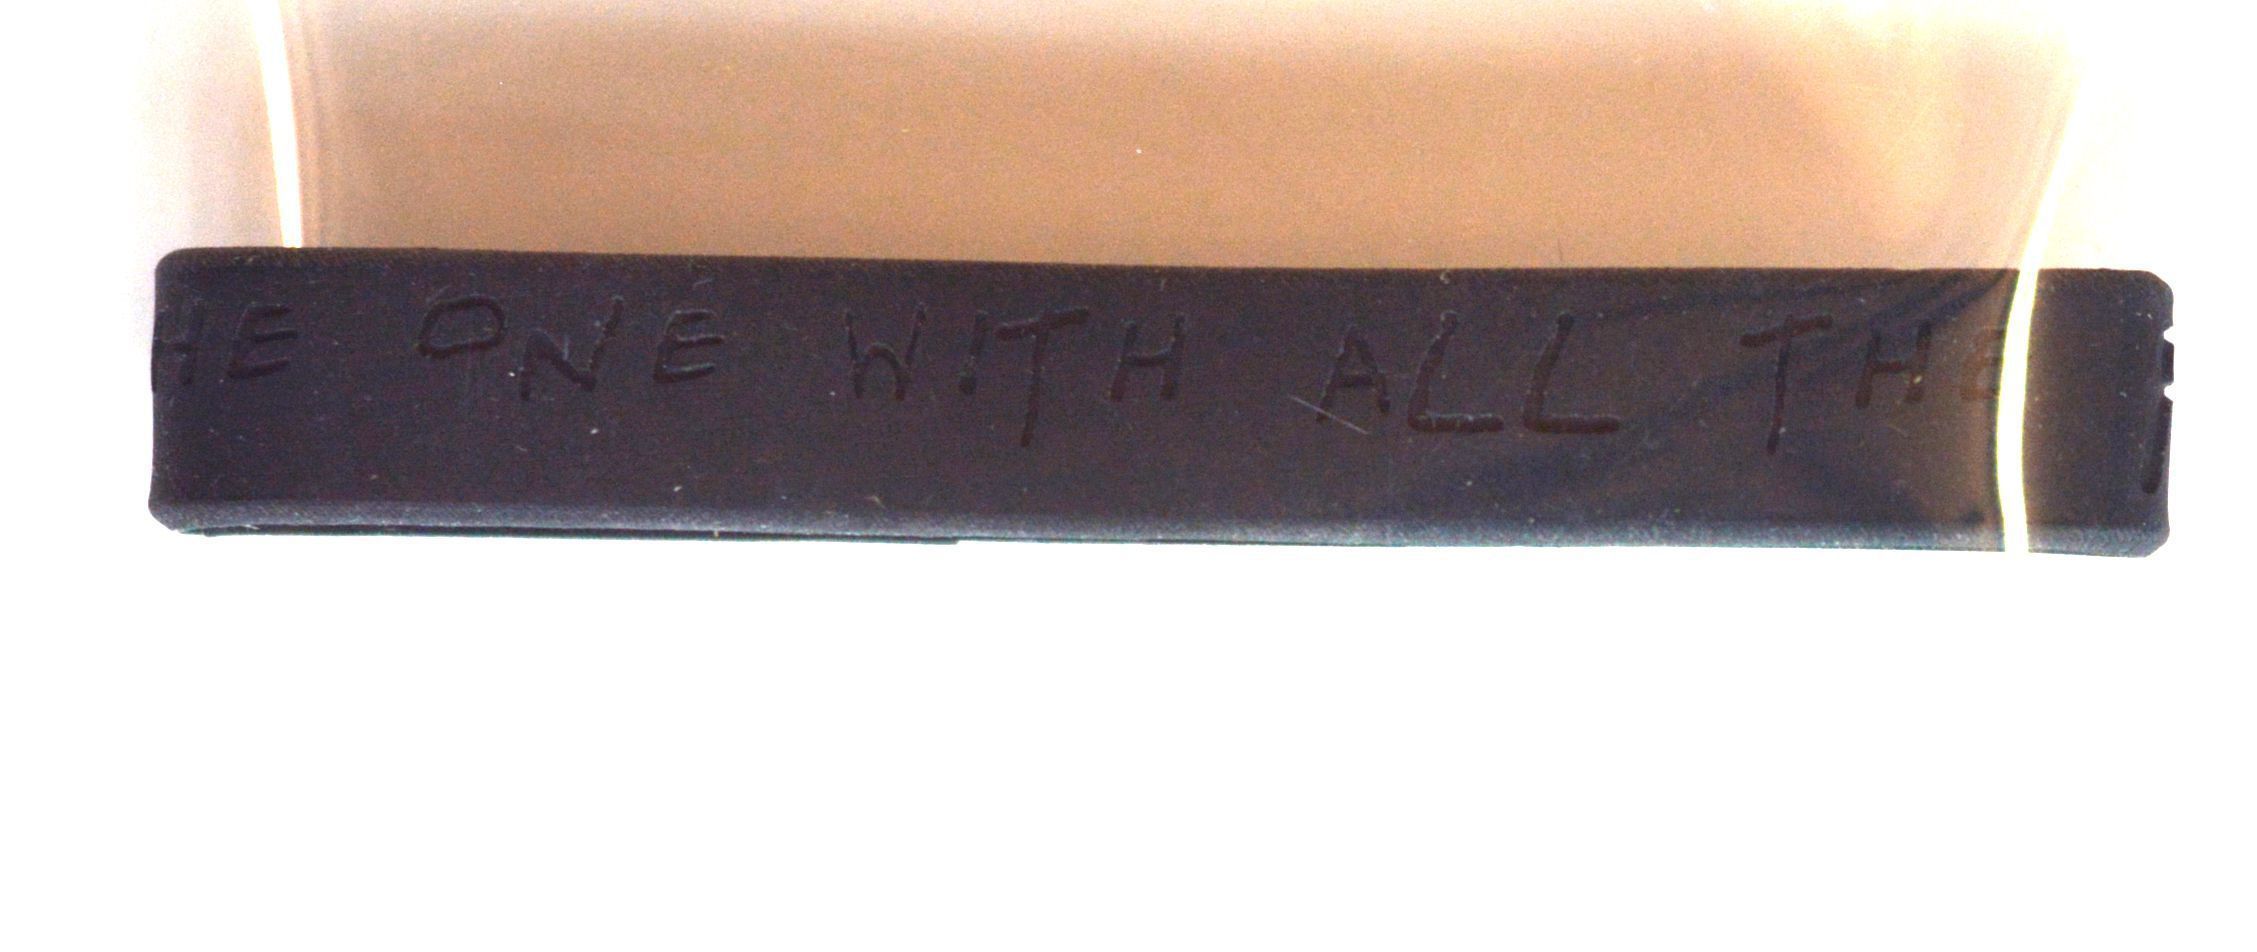 HE ONE WITH ALL THE